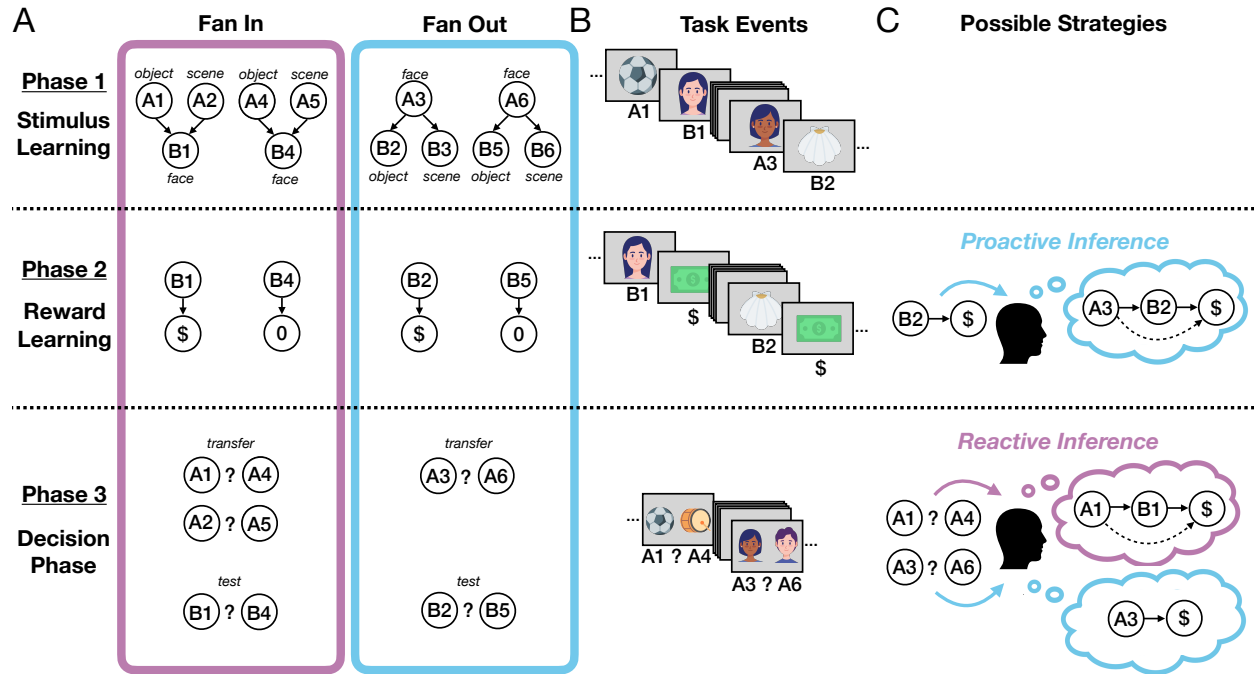 A
Fan In
Fan Out
B
Task Events
C
Possible Strategies
Phase 1
Stimulus
Learning
object
scene
object
scene
A1
A2
A4
A5
B1
B4
face
face
face
face
A3
A6
B2
B3
B5
B6
object
scene
object
scene
...
A1
B1
A3
B2
...
Phase 2
Reward
Learning
B1
B4
$
0
B2
B5
$
0
...
B1
$
$
B2
$
$
...
Proactive Inference
B2
$
A3
B2
$
Phase 3
Decision
Phase
transfer
A1 ? A4
A2 ? A5
test
B1 ? B4
transfer
A3 ? A6
test
B2 ? B5
...
A1 ? A4
A3 ? A6
...
Reactive Inference
A1 ? A4
A3 ? A6
A1
B1
$
A3
$